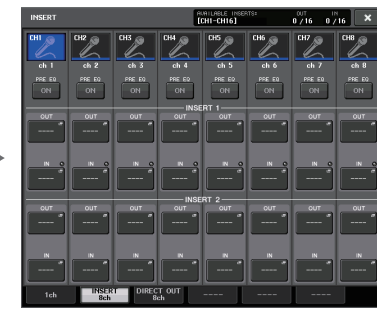 INSERT
AVAILABLE INSERTS: OUT IN
[CH1-CH16] 0 / 16 0 / 16 ×
CH1 CH2 CH3 CH4 CH5 CH6 CH7 CH8
ch 1 ch 2 ch 3 ch 4 ch 5 ch 6 ch 7 ch 8
PRE EQ PRE EQ PRE EQ PRE EQ PRE EQ PRE EQ PRE EQ PRE EQ
ON ON ON ON ON ON ON ON
INSERT 1
OUT OUT OUT OUT OUT OUT OUT OUT
---- ---- ---- ---- ---- ---- ---- ----
IN IN IN IN IN IN IN IN
---- ---- ---- ---- ---- ---- ---- ----
INSERT 2
OUT OUT OUT OUT OUT OUT OUT OUT
---- ---- ---- ---- ---- ---- ---- ----
IN IN IN IN IN IN IN IN
---- ---- ---- ---- ---- ---- ---- ----
1ch INSERT 8ch DIRECT OUT 8ch ---- ---- ----